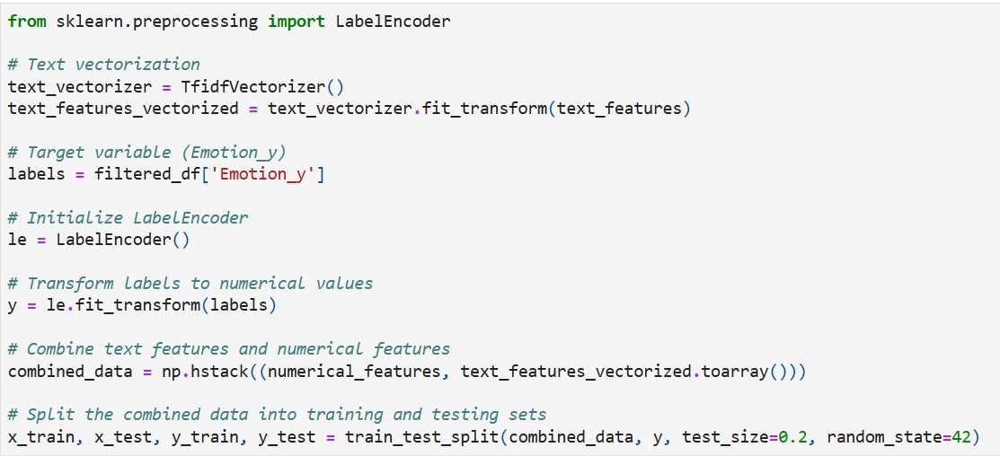 from sklearn.preprocessing import LabelEncoder
# Text vectorization
text_vectorizer = TfidfVectorizer()
text_features_vectorized = text_vectorizer.fit_transform(text_features)
# Target variable (Emotion_y)
labels = filtered_df['Emotion_y']
# Initialize LabelEncoder
le = LabelEncoder()
# Transform labels to numerical values
y = le.fit_transform(labels)
# Combine text features and numerical features
combined_data = np.hstack((numerical_features, text_features_vectorized.toarray()))
# Split the combined data into training and testing sets
x_train, x_test, y_train, y_test = train_test_split(combined_data, y, test_size=0.2, random_state=42)